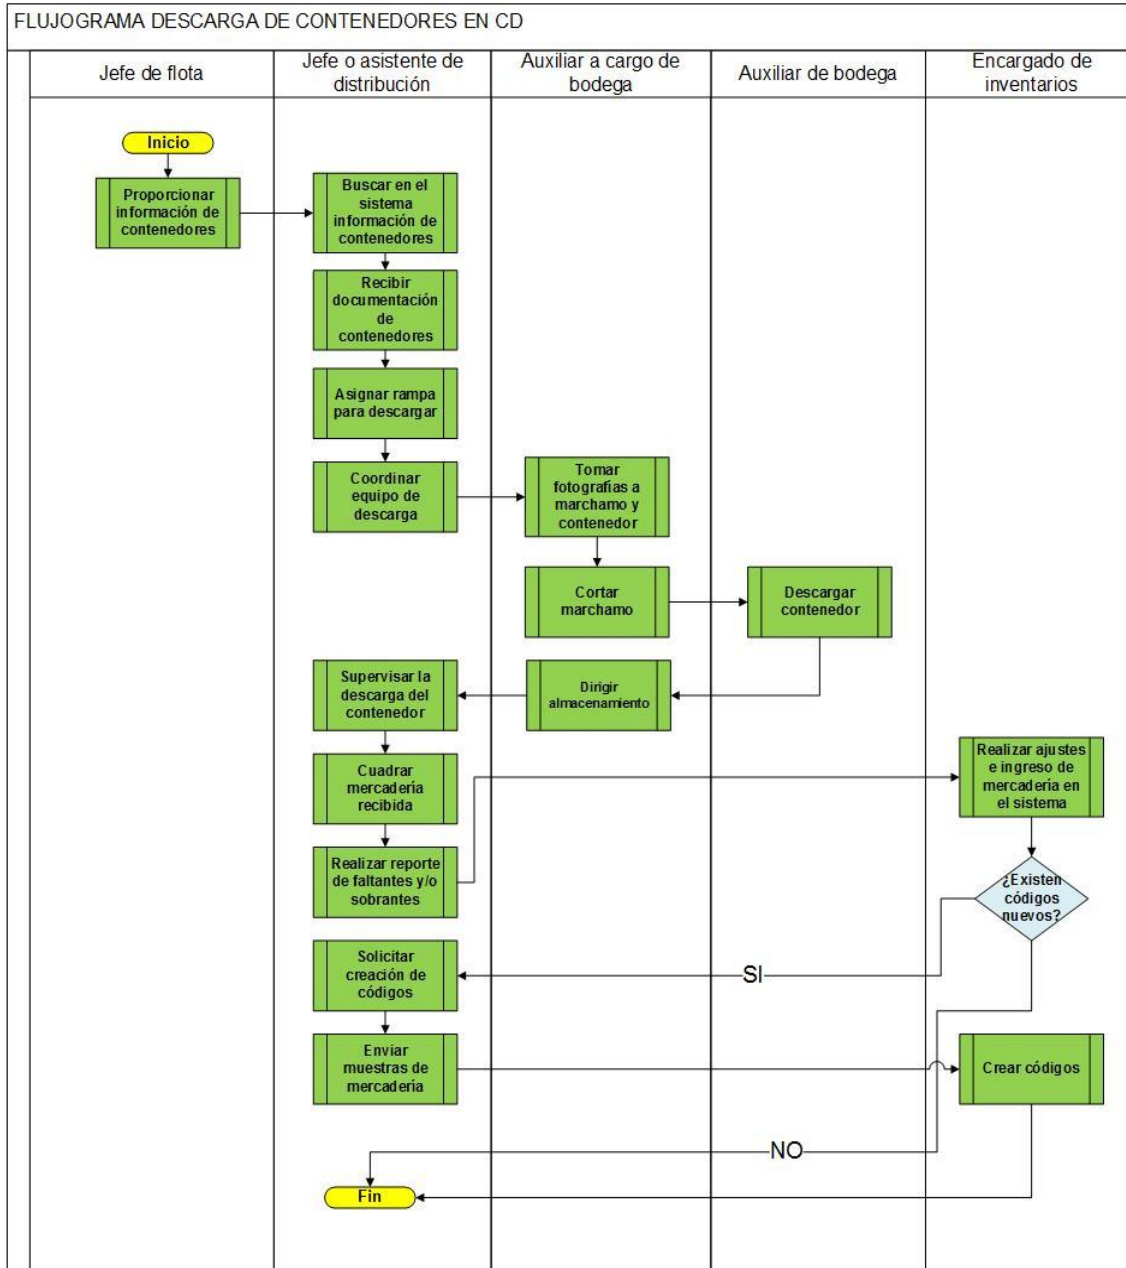 FLUJOGRAMA DESCARGA DE CONTENEDORES EN CD
Jefe de flota
Jefe o asistente de
distribución
Auxiliar a cargo de
bodega
Auxiliar de bodega
Encargado de
inventarios
Inicio
Proporcionar
información de
contenedores
Buscar en el
sistema
información de
contenedores
Recibir
documentación
de
contenedores
Asignar rampa
para descargar
Coordinar
equipo de
descarga
Tomar
fotografías a
marchamo y
contenedor
Cortar
marchamo
Descargar
contenedor
Dirigir
almacenamiento
Supervisar la
descarga del
contenedor
Cuadrar
mercadería
recibida
Realizar reporte
de faltantes y/o
sobrantes
Realizar ajustes
e ingreso de
mercadería en
el sistema
¿Existen
códigos
nuevos?
SI
Solicitar
creación de
códigos
Enviar
muestras de
mercadería
Crear códigos
NO
Fin